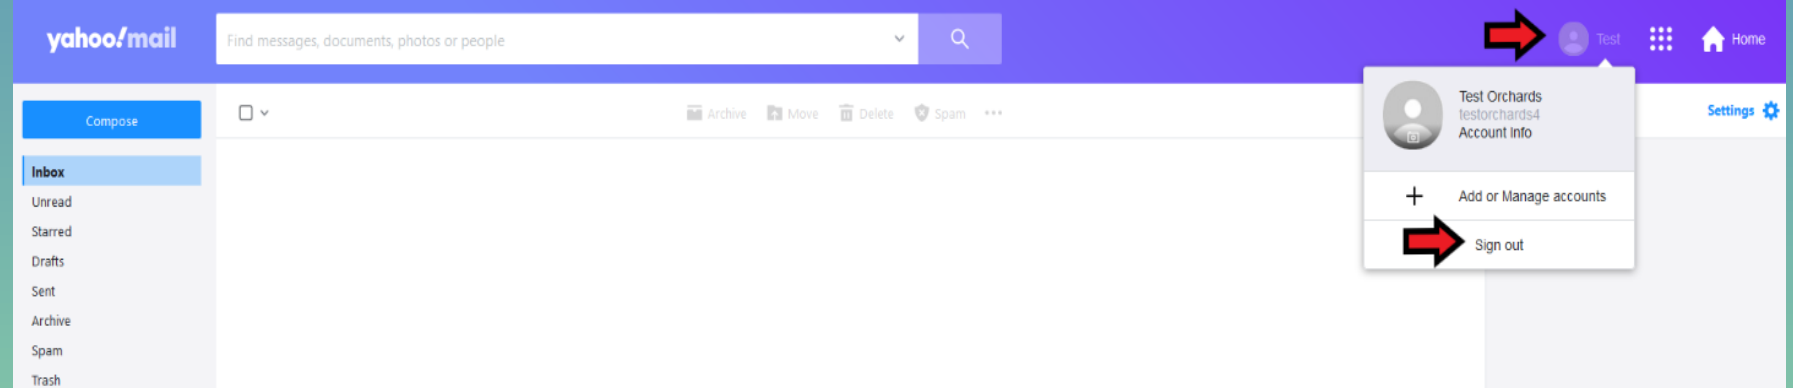 yahoo!mail
Find messages, documents, photos or people
Test
Home
Compose
Archive
Move
Delete
Spam
Settings
Test Orchards
testorchards4
Account Info
Add or Manage accounts
Sign out
Inbox
Unread
Starred
Drafts
Sent
Archive
Spam
Trash